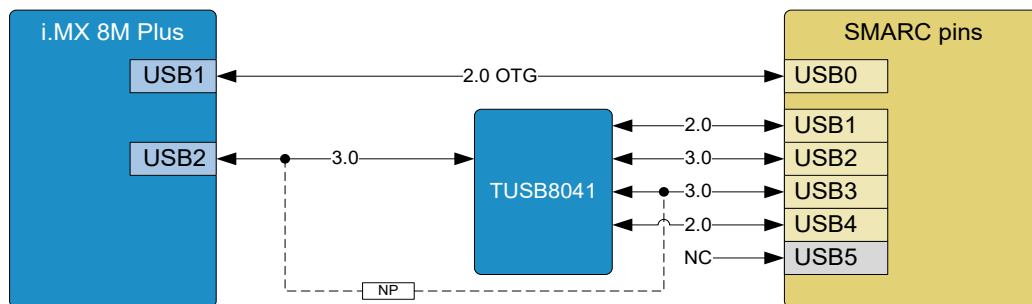 i.MX 8M Plus
SMARC pins
USB1
2.0 OTG
USB0
2.0
USB1
USB2
3.0
3.0
USB2
TUSB8041
3.0
USB3
2.0
USB4
NC
USB5
NP